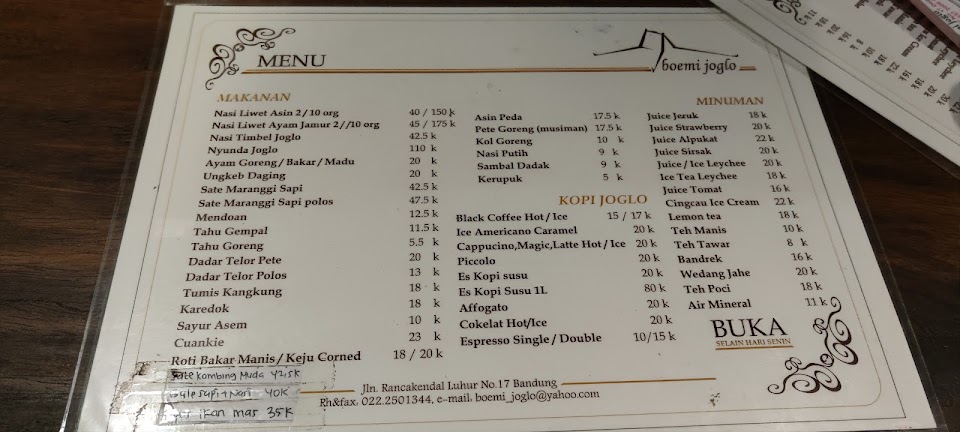 MENU
boemi joglo
MAKANAN
Nasi Liwet Asin 2/10 org 40 / 150 k
Nasi Liwet Ayam Jamur 2//10 org 45 / 175 k
Nasi Timbel Joglo 42.5 k
Nyunda Joglo 110 k
Ayam Goreng / Bakar / Madu 20 k
Ungkeb Daging 20 k
Sate Maranggi Sapi 42.5 k
Sate Maranggi Sapi polos 47.5 k
Mendoan 12.5 k
Tahu Gempal 11.5 k
Tahu Goreng 5.5 k
Dadar Telor Pete 20 k
Dadar Telor Polos 13 k
Tumis Kangkung 18 k
Karedok 18 k
Sayur Asem 10 k
Cuankie 23 k
Roti Bakar Manis / Keju Corned 18 / 20 k
Sate kambing Muda 42,5k
40K
ikan mas 35K
Asin Peda 17.5 k
Pete Goreng (musiman) 17.5 k
Kol Goreng 10 k
Nasi Putih 9 k
Sambal Dadak 9 k
Kerupuk 5 k
KOPI JOGLO
Black Coffee Hot / Ice 15 / 17 k
Ice Americano Caramel 20 k
Cappucino,Magic,Latte Hot / Ice 20 k
Piccolo 20 k
Es Kopi susu 20 k
Es Kopi Susu 1L 80 k
Affogato 20 k
Cokelat Hot/Ice 20 k
Espresso Single / Double 10/15 k
MINUMAN
Juice Jeruk 18 k
Juice Strawberry 20 k
Juice Alpukat 22 k
Juice Sirsak 20 k
Juice / Ice Leychee 20 k
Ice Tea Leychee 18 k
Juice Tomat 16 k
Cingcau Ice Cream 22 k
Lemon tea 18 k
Teh Manis 10 k
Teh Tawar 8 k
Bandrek 16 k
Wedang Jahe 20 k
Teh Poci 18 k
Air Mineral 11 k
BUKA
SELAIN HARI SENIN
Jln. Rancakendal Luhur No.17 Bandung
Rh&fax. 022.2501344, e-mail. boemi_joglo@yahoo.com